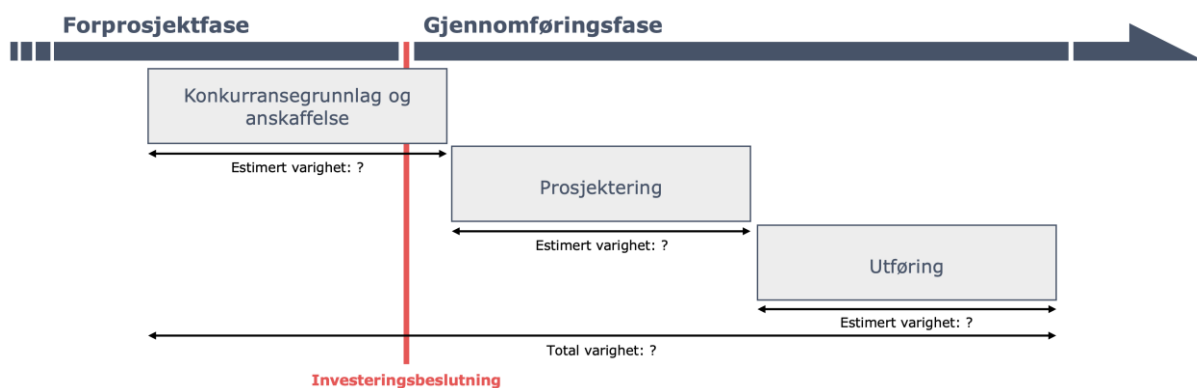 Forprosjektfase
Gjennomføringsfase
Konkurransegrunnlag og
anskaffelse
Estimert varighet: ?
Prosjektering
Estimert varighet: ?
Utføring
Estimert varighet: ?
Total varighet: ?
Investeringsbeslutning